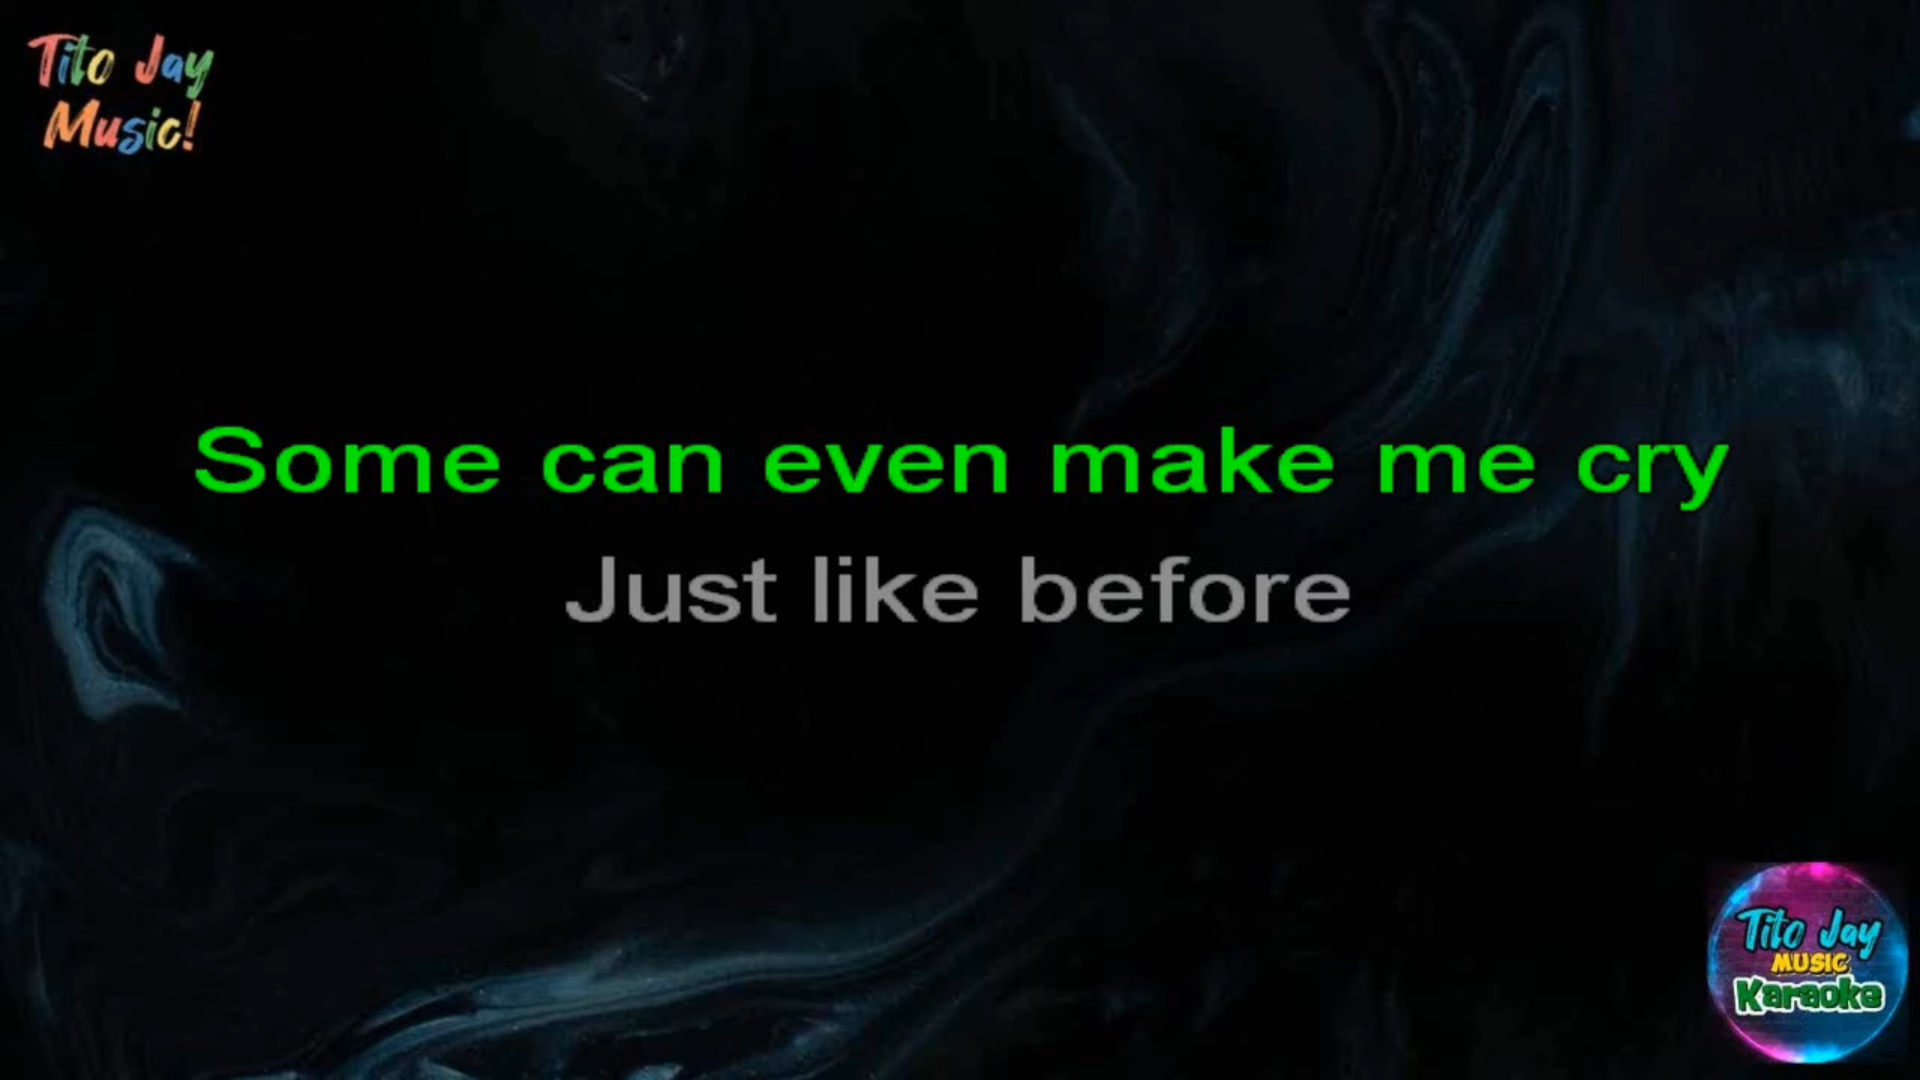 Tito Jay
Music!
Some can even make me cry
Just like before
Tito Jay
MUSIC
Karaoke